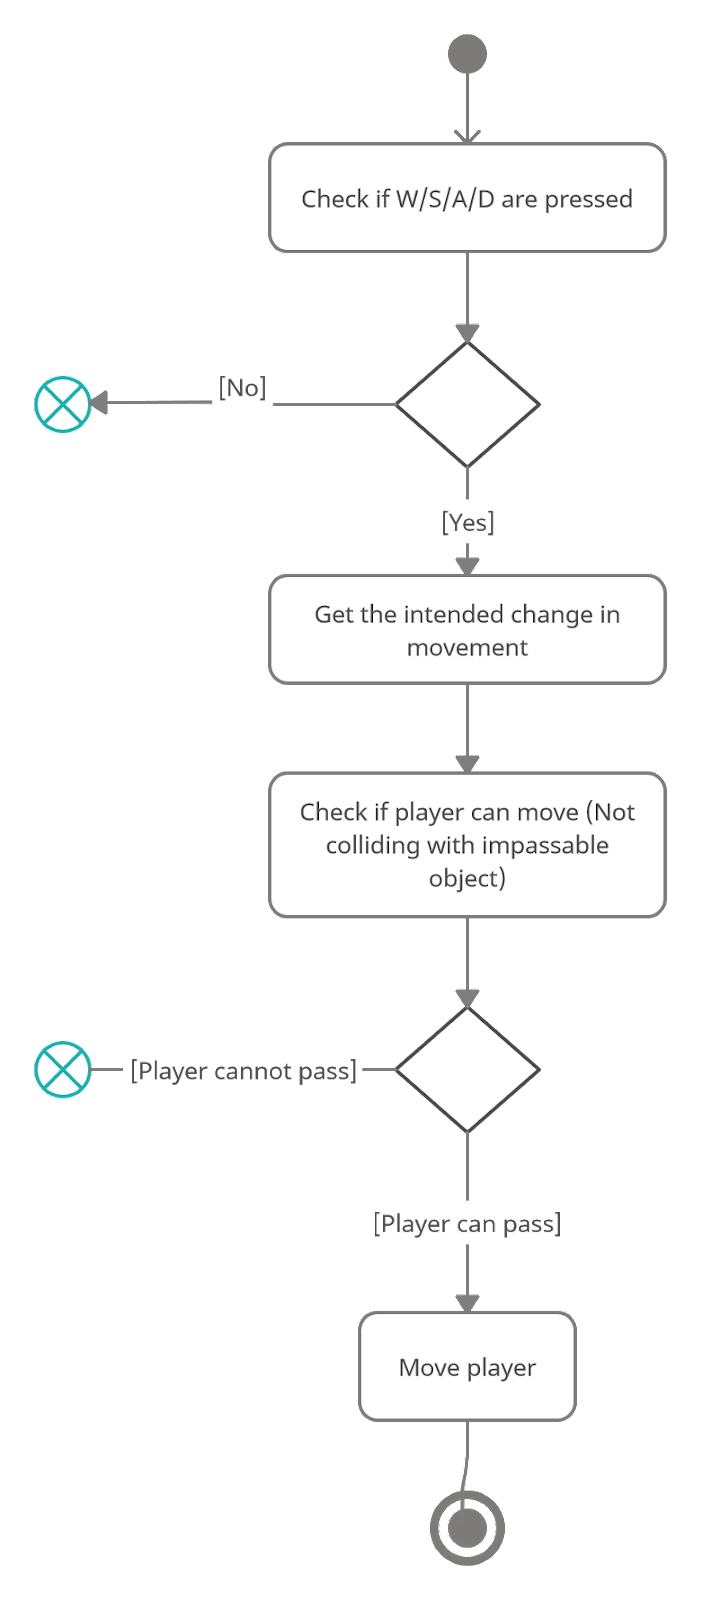 Check if W/S/A/D are pressed
[No]
[Yes]
Get the intended change in
movement
Check if player can move (Not
colliding with impassable
object)
[Player cannot pass]
[Player can pass]
Move player